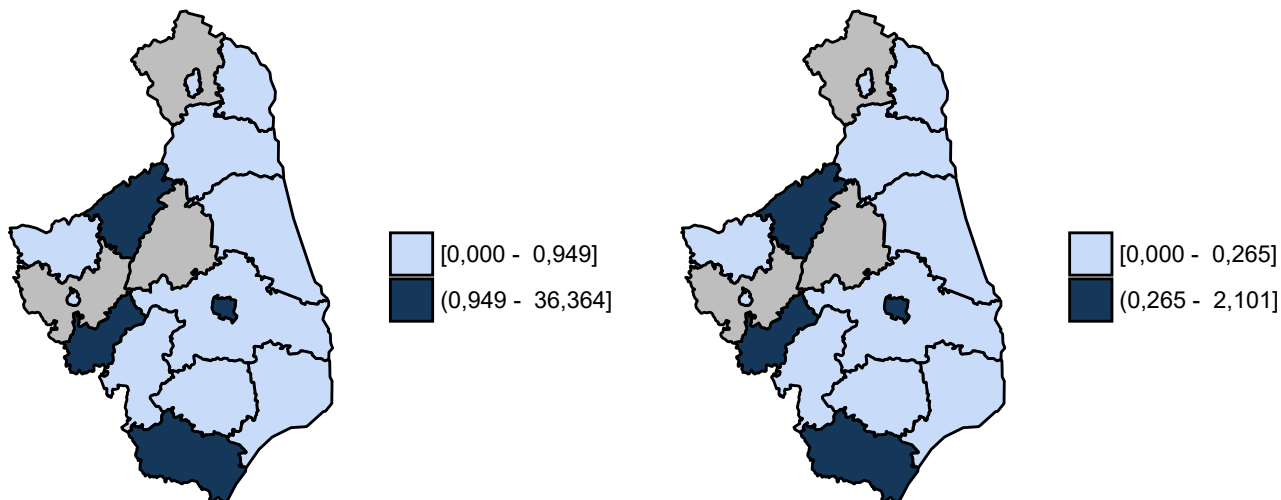 [0,000 -  0,949]
(0,949 - 36,364]
[0,000 -  0,265]
(0,265 - 2,101]